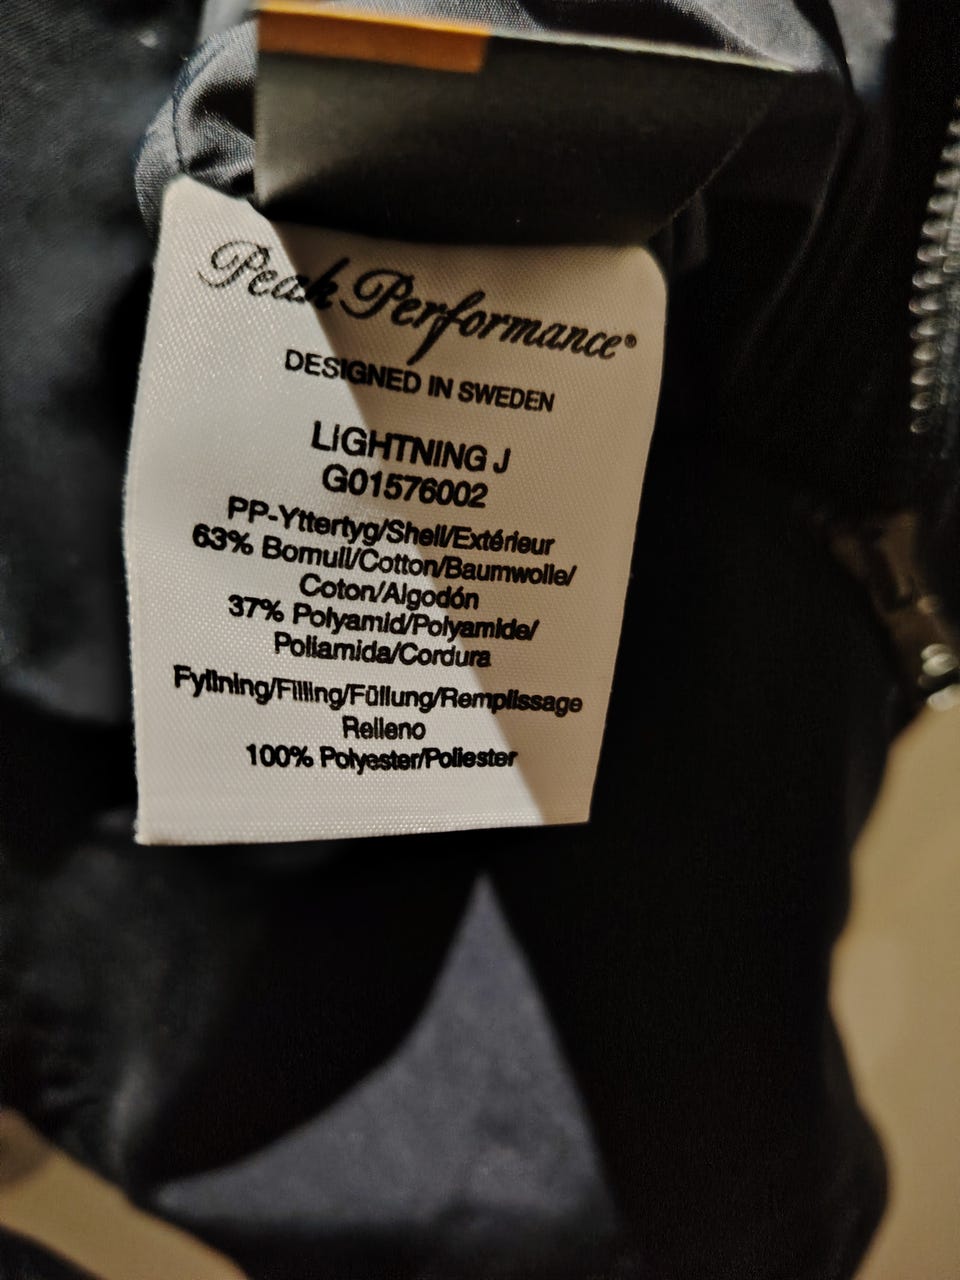 Peak Performance®
DESIGNED IN SWEDEN
LIGHTNING J
G01576002
PP-Yttertyg/Shell/Extérieur
63% Bomull/Cotton/Baumwolle/
Coton/Algodón
37% Polyamid/Polyamide/
Poliamida/Cordura
Fyllning/Filling/Füllung/Remplissage
Relleno
100% Polyester/Poliester